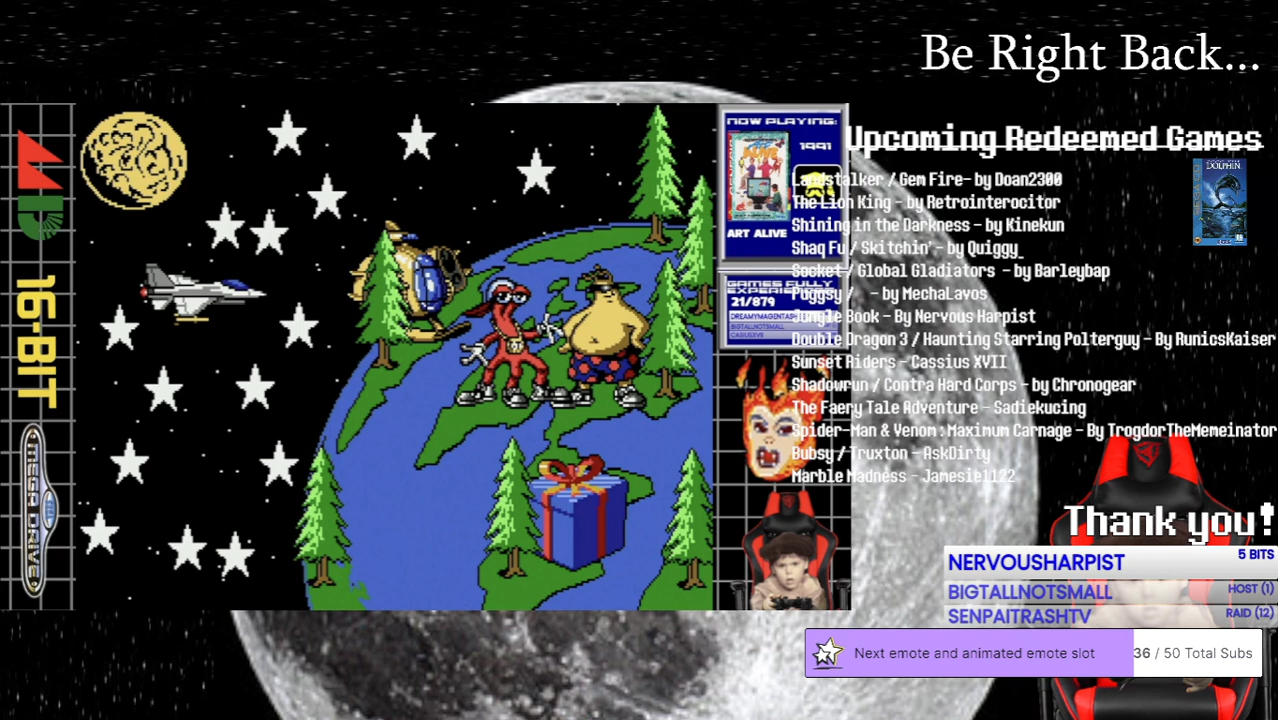 Be Right Back...
MD
16-BIT
MEGA DRIVE
NOW PLAYING:
1991
ART ALIVE
GAMES FULLY
EXPERIENCED
21/879
DREAMYMAGENTA
BIGTALLNOTSMALL
CASSIUSXVII
Upcoming Redeemed Games
DOLPHIN
Landstalker / Gem Fire- by Doan2300
The Lion King - by Retrointerocitor
Shining in the Darkness - by Kinekun
Shaq Fu / Skitchin' - by Quiggy_
Socket / Global Gladiators - by Barleybap
Puggsy / - by MechaLavos
Jungle Book - By Nervous Harpist
Double Dragon 3 / Haunting Starring Polterguy - By RunicsKaiser
Sunset Riders - Cassius XVII
Shadowrun / Contra Hard Corps - by Chronogear
The Faery Tale Adventure - Sadiekucing
Spider-Man & Venom: Maximum Carnage - By TrogdorTheMemeinator
Bubsy / Truxton - AskDirty
Marble Madness - Jamesie1122
Thank you!
NERVOUSHARPIST 5 BITS
BIGTALLNOTSMALL HOST (1)
SENPAITRASHTV RAID (12)
Next emote and animated emote slot 36 / 50 Total Subs